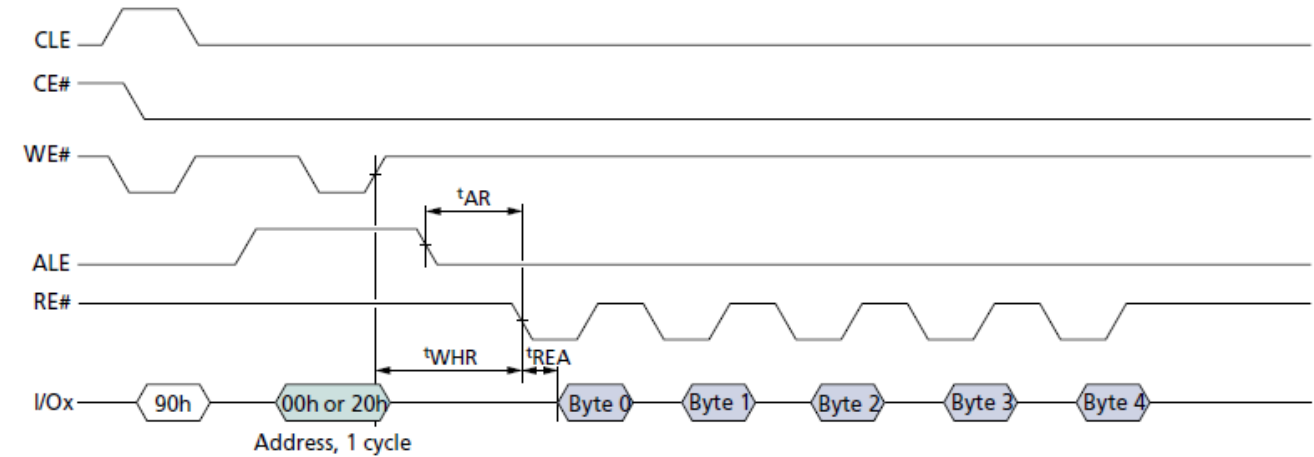 CLE
CE#
WE#
tAR
ALE
RE#
tWHR tREA
I/Ox 90h 00h or 20h Byte 0 Byte 1 Byte 2 Byte 3 Byte 4
Address, 1 cycle